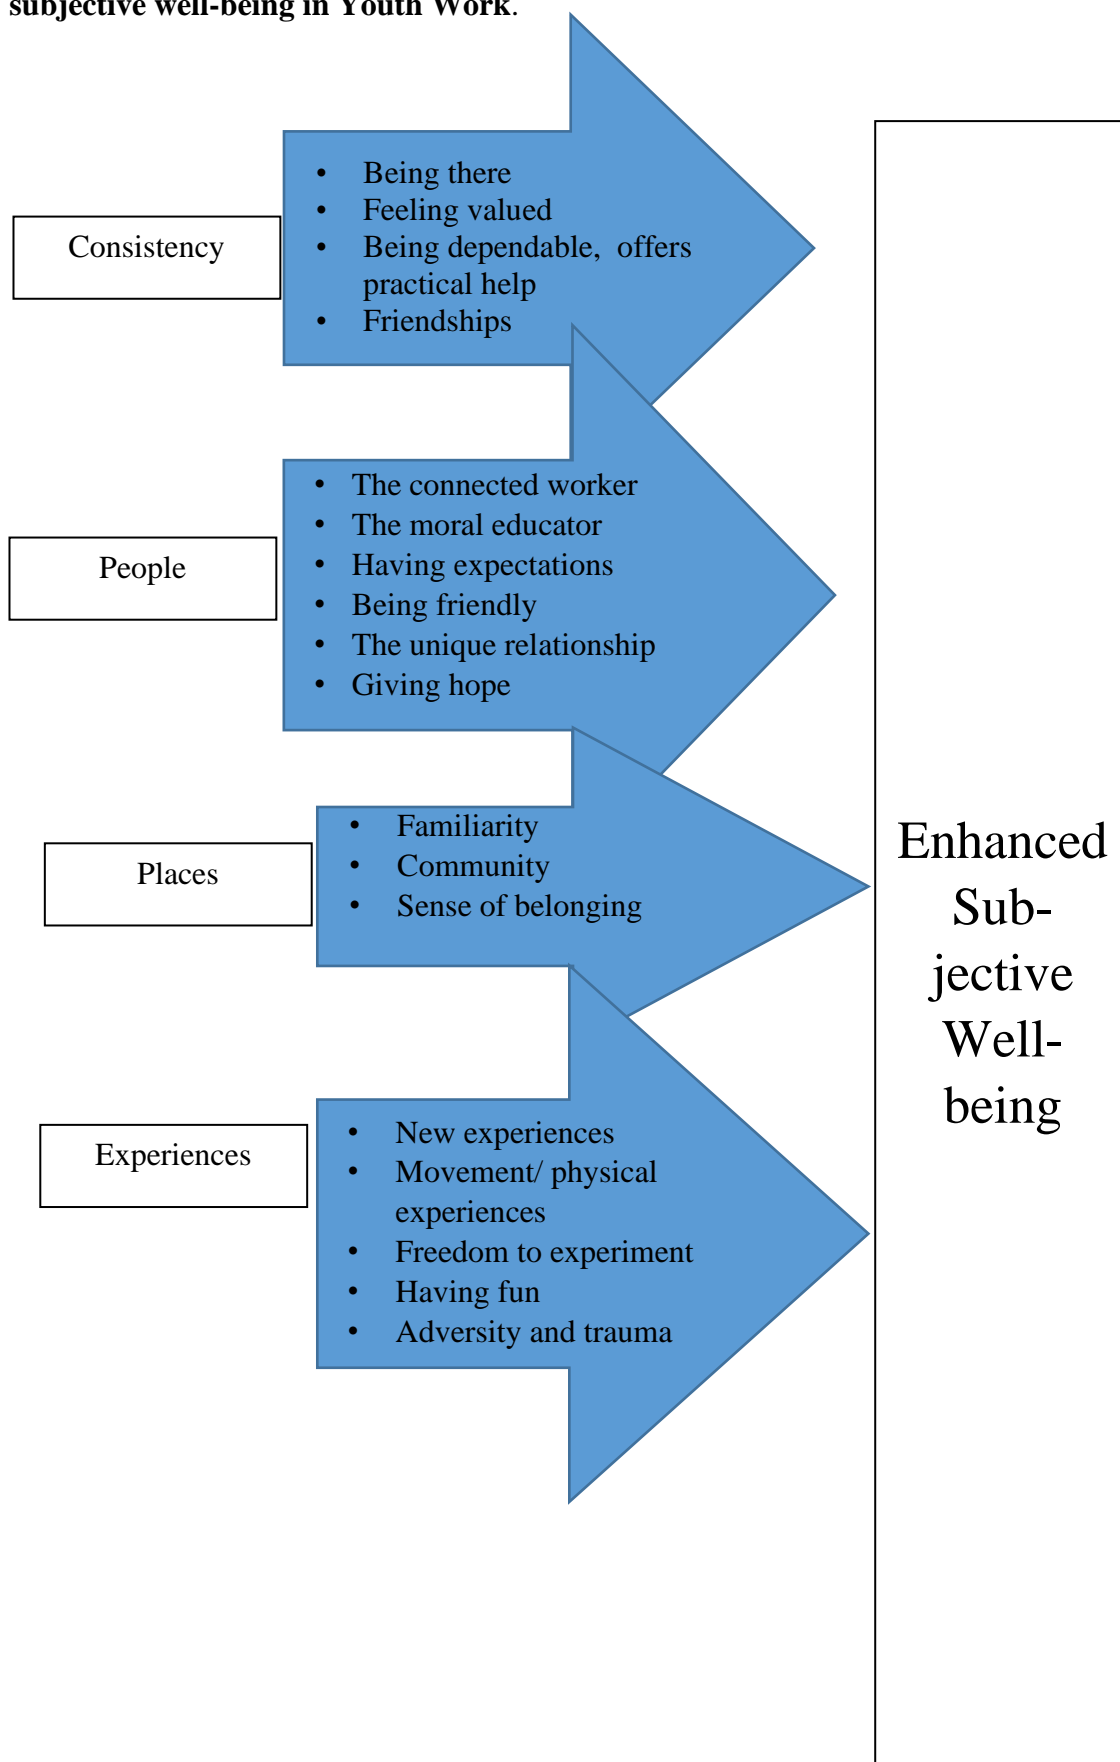 subjective well-being in Youth Work.
Consistency
• Being there
• Feeling valued
• Being dependable,  offers
practical help
• Friendships
People
• The connected worker
• The moral educator
• Having expectations
• Being friendly
• The unique relationship
• Giving hope
Places
• Familiarity
• Community
• Sense of belonging
Experiences
• New experiences
• Movement/ physical
experiences
• Freedom to experiment
• Having fun
• Adversity and trauma
Enhanced
Sub-
jective
Well-
being